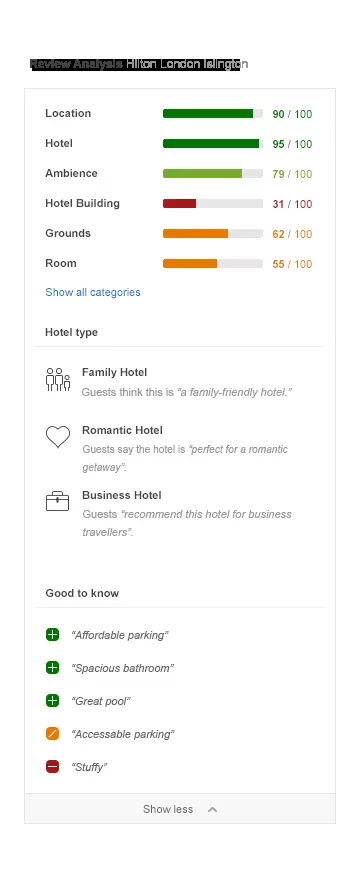 Review Analysis Hilton London Islington
Location 90 / 100
Hotel 95 / 100
Ambience 79 / 100
Hotel Building 31 / 100
Grounds 62 / 100
Room 55 / 100
Show all categories
Hotel type
Family Hotel
Guests think this is “a family-friendly hotel.”
Romantic Hotel
Guests say the hotel is “perfect for a romantic
getaway”.
Business Hotel
Guests “recommend this hotel for business
travellers”.
Good to know
“Affordable parking”
“Spacious bathroom”
“Great pool”
“Accessable parking”
“Stuffy”
Show less